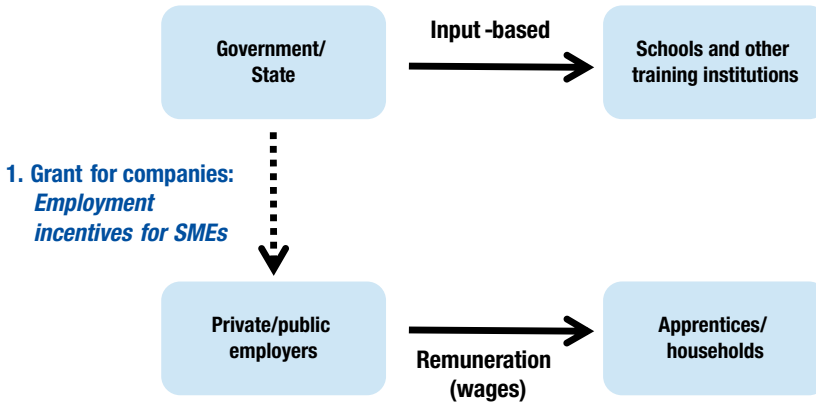 Government/
State
Input -based
Schools and other
training institutions
1. Grant for companies:
Employment
incentives for SMEs
Private/public
employers
Remuneration
(wages)
Apprentices/
households